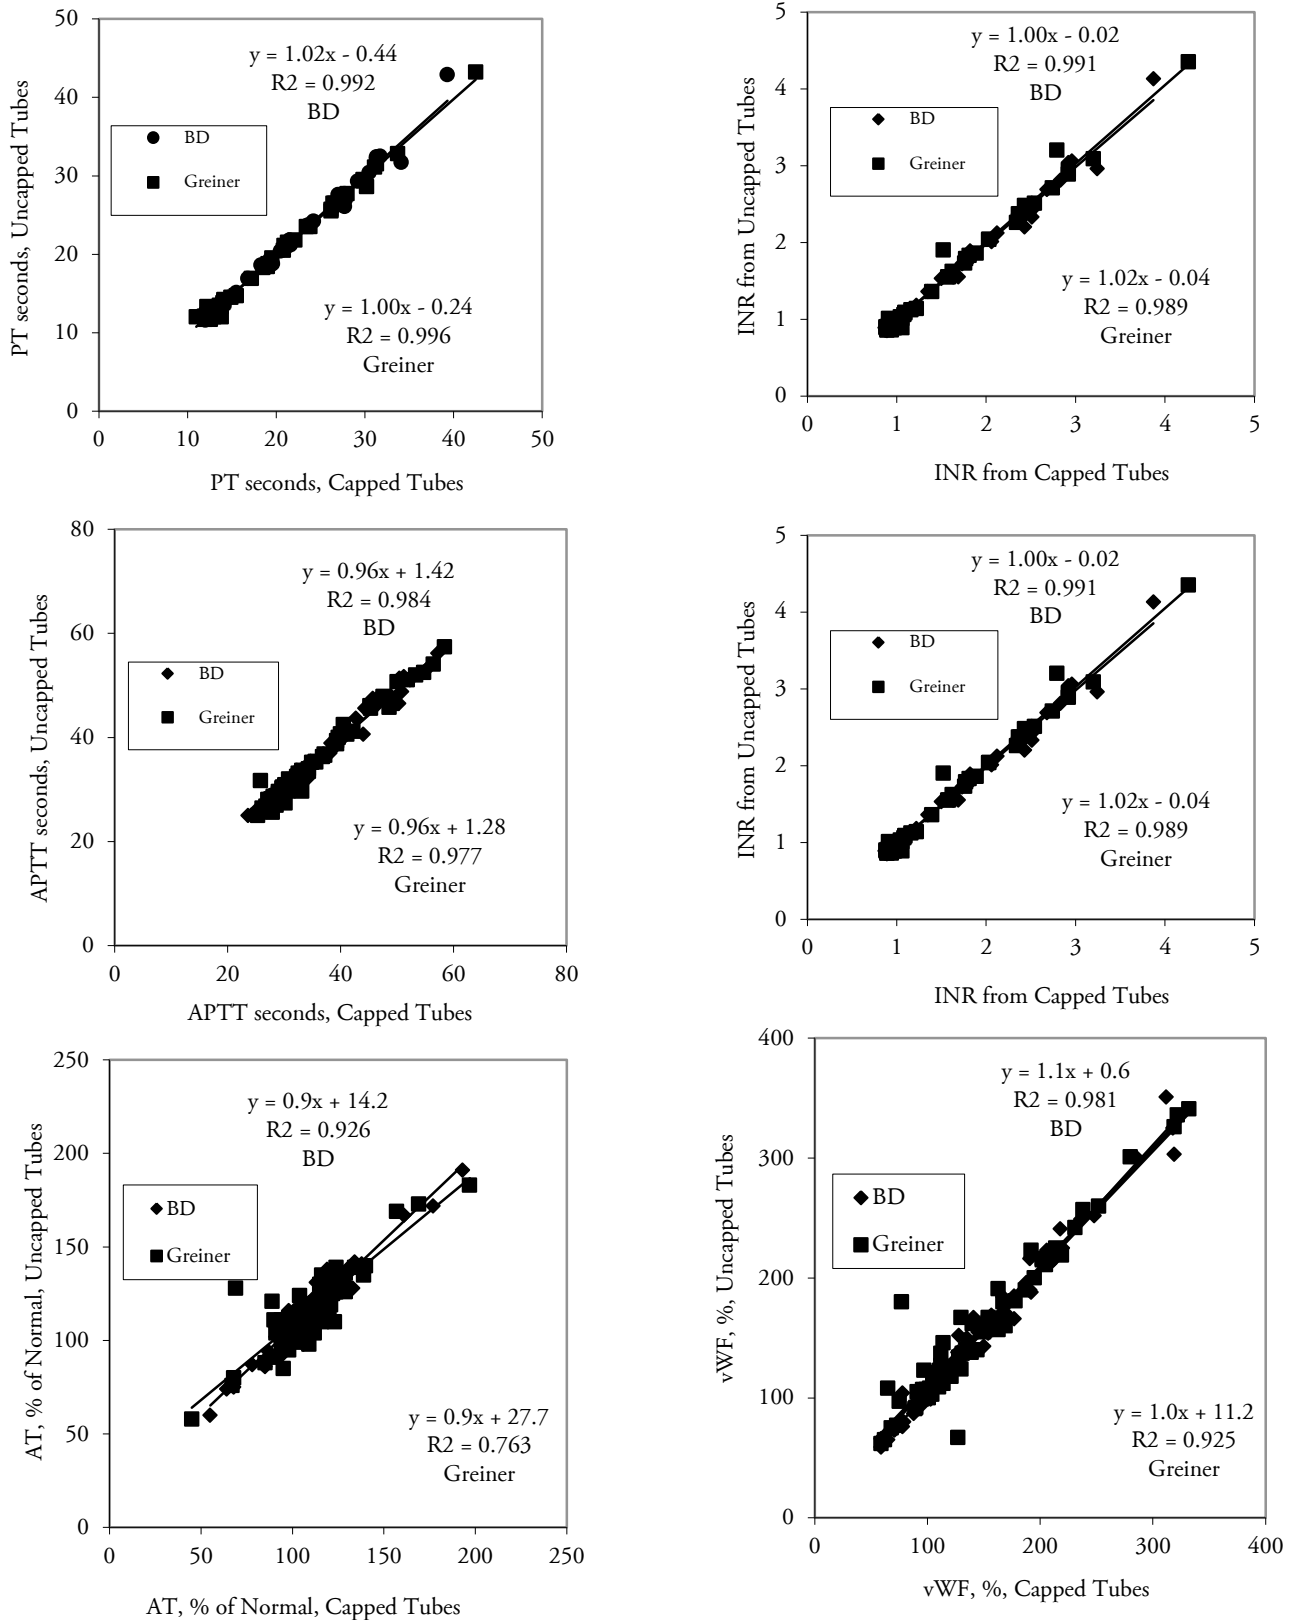 50
40
30
20
10
0
0 10 20 30 40 50
PT seconds, Uncapped Tubes
PT seconds, Capped Tubes
y = 1.02x - 0.44
R2 = 0.992
BD
BD
Greiner
y = 1.00x - 0.24
R2 = 0.996
Greiner
5
4
3
2
1
0
0 1 2 3 4 5
INR from Uncapped Tubes
INR from Capped Tubes
y = 1.00x - 0.02
R2 = 0.991
BD
BD
Greiner
y = 1.02x - 0.04
R2 = 0.989
Greiner
80
60
40
20
0
0 20 40 60 80
APTT seconds, Uncapped Tubes
APTT seconds, Capped Tubes
y = 0.96x + 1.42
R2 = 0.984
BD
BD
Greiner
y = 0.96x + 1.28
R2 = 0.977
Greiner
5
4
3
2
1
0
0 1 2 3 4 5
INR from Uncapped Tubes
INR from Capped Tubes
y = 1.00x - 0.02
R2 = 0.991
BD
BD
Greiner
y = 1.02x - 0.04
R2 = 0.989
Greiner
250
200
150
100
50
0
0 50 100 150 200 250
AT, % of Normal, Uncapped Tubes
AT, % of Normal, Capped Tubes
y = 0.9x + 14.2
R2 = 0.926
BD
BD
Greiner
y = 0.9x + 27.7
R2 = 0.763
Greiner
400
300
200
100
0
0 100 200 300 400
vWF, %, Uncapped Tubes
vWF, %, Capped Tubes
y = 1.1x + 0.6
R2 = 0.981
BD
BD
Greiner
y = 1.0x + 11.2
R2 = 0.925
Greiner